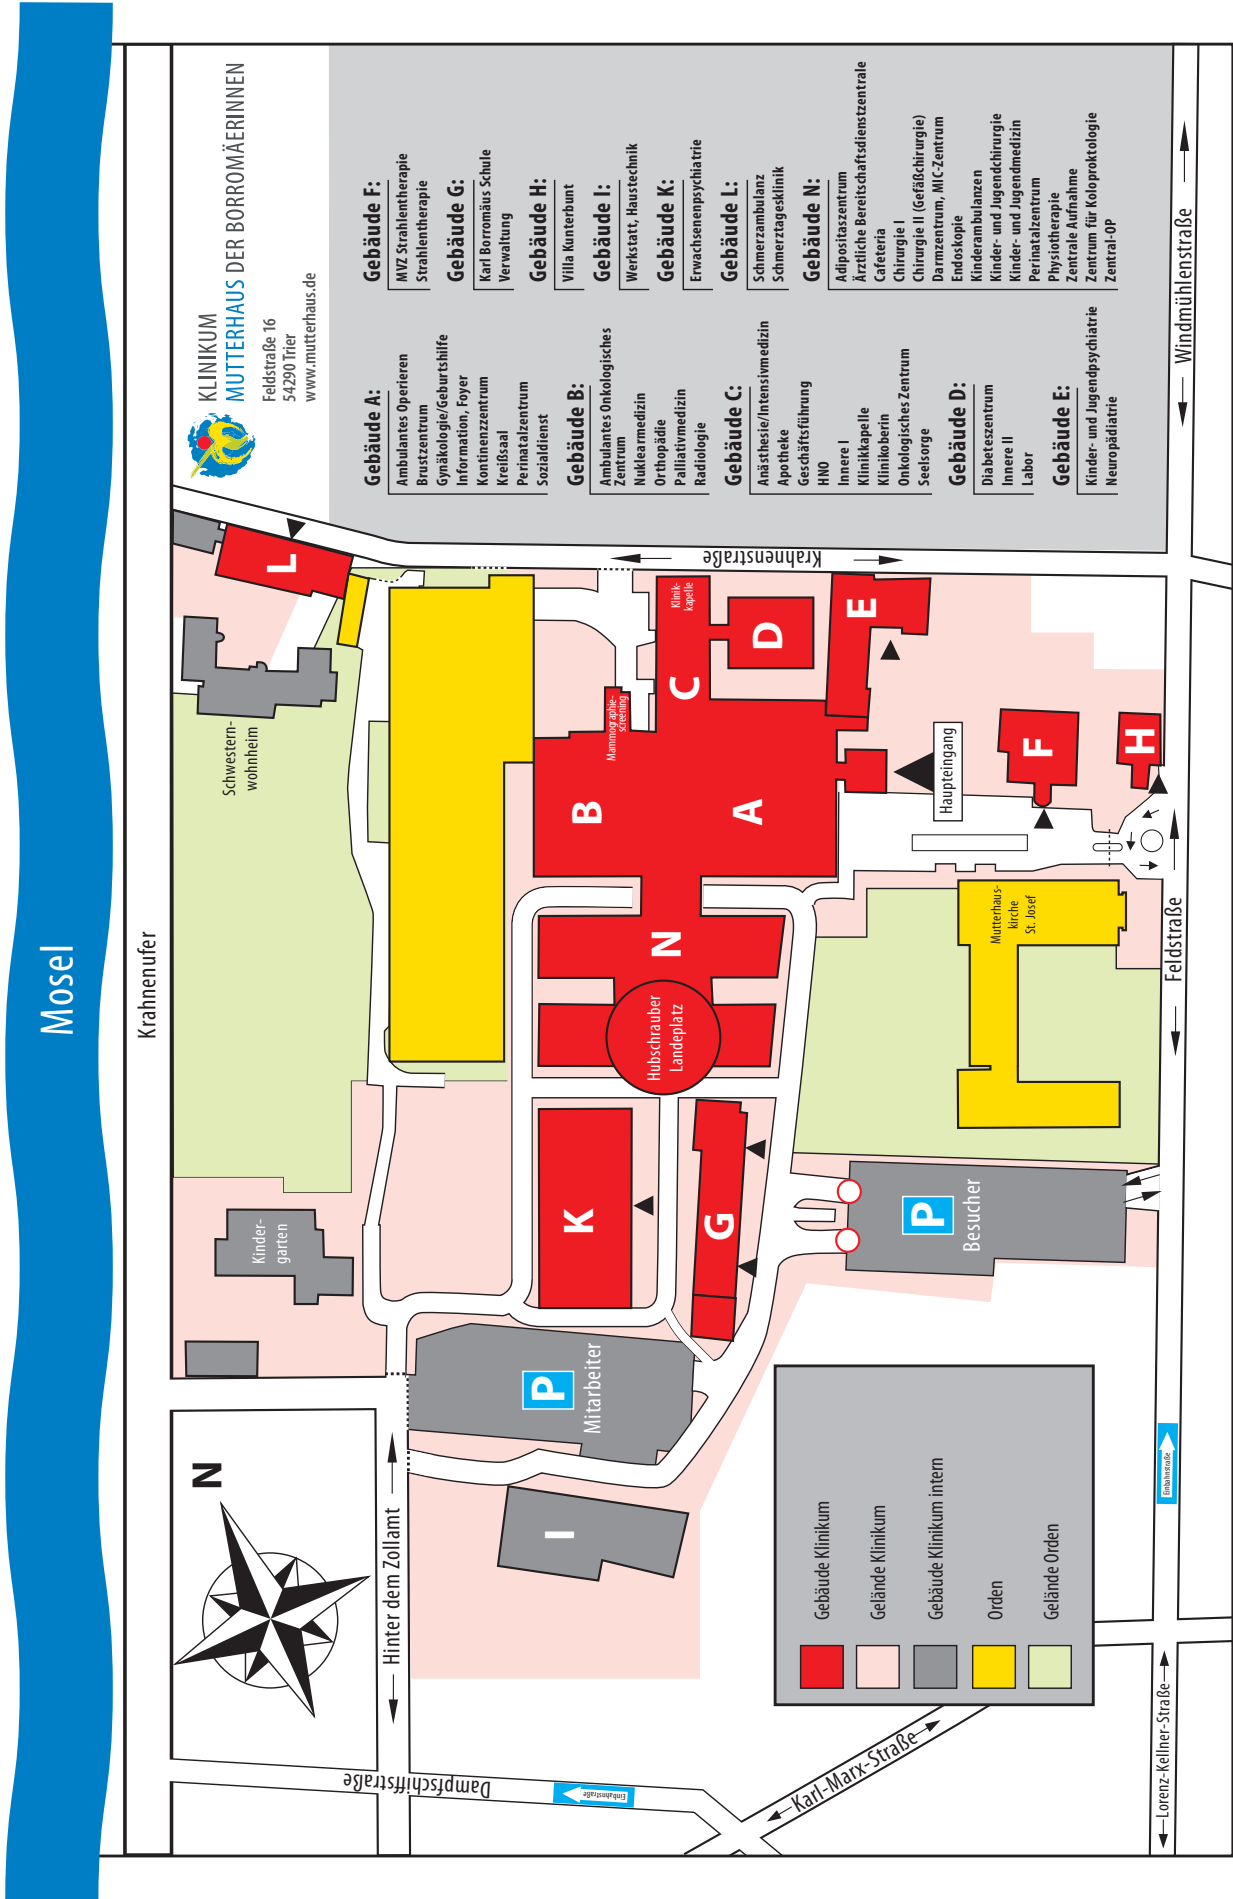 Mosel
Krahnenufer
KLINIKUM
MUTTERHAUS DER BORROMÄERINNEN
Feldstraße 16
54290 Trier
www.mutterhaus.de
Gebäude A:
Ambulantes Operieren
Brustzentrum
Gynäkologie/Geburtshilfe
Information, Foyer
Kontinenzzentrum
Kreißsaal
Perinatalzentrum
Sozialdienst
Gebäude B:
Ambulantes Onkologisches
Zentrum
Nuklearmedizin
Orthopädie
Palliativmedizin
Radiologie
Gebäude C:
Anästhesie/Intensivmedizin
Apotheke
Geschäftsführung
HNO
Innere I
Klinikkapelle
Klinikoberin
Onkologisches Zentrum
Seelsorge
Gebäude D:
Diabeteszentrum
Innere II
Labor
Gebäude E:
Kinder- und Jugendpsychiatrie
Neuropädiatrie
Gebäude F:
MVZ Strahlentherapie
Strahlentherapie
Gebäude G:
Karl Borromäus Schule
Verwaltung
Gebäude H:
Villa Kunterbunt
Gebäude I:
Werkstatt, Haustechnik
Gebäude K:
Erwachsenenpsychiatrie
Gebäude L:
Schmerzambulanz
Schmerztagesklinik
Gebäude N:
Adipositaszentrum
Ärztliche Bereitschaftsdienstzentrale
Cafeteria
Chirurgie I
Chirurgie II (Gefäßchirurgie)
Darmzentrum, MIC-Zentrum
Endoskopie
Kinderambulanzen
Kinder- und Jugendchirurgie
Kinder- und Jugendmedizin
Perinatalzentrum
Physiotherapie
Zentrale Aufnahme
Zentrum für Koloproktologie
Zentral-OP
N
L
Schwestern-
wohnheim
Kinder-
garten
Krahnenstraße
Klinik-
kapelle
Mammographie-
screening
B
C
D
E
A
N
Hubschrauber
Landeplatz
Haupteingang
F
H
K
G
P
Mitarbeiter
I
P
Besucher
Mutterhaus-
kirche
St. Josef
Hinter dem Zollamt
Dampfschiffstraße
Einbahnstraße
Karl-Marx-Straße
Lorenz-Kellner-Straße
Einbahnstraße
Feldstraße
Windmühlenstraße
Gebäude Klinikum
Gelände Klinikum
Gebäude Klinikum intern
Orden
Gelände Orden